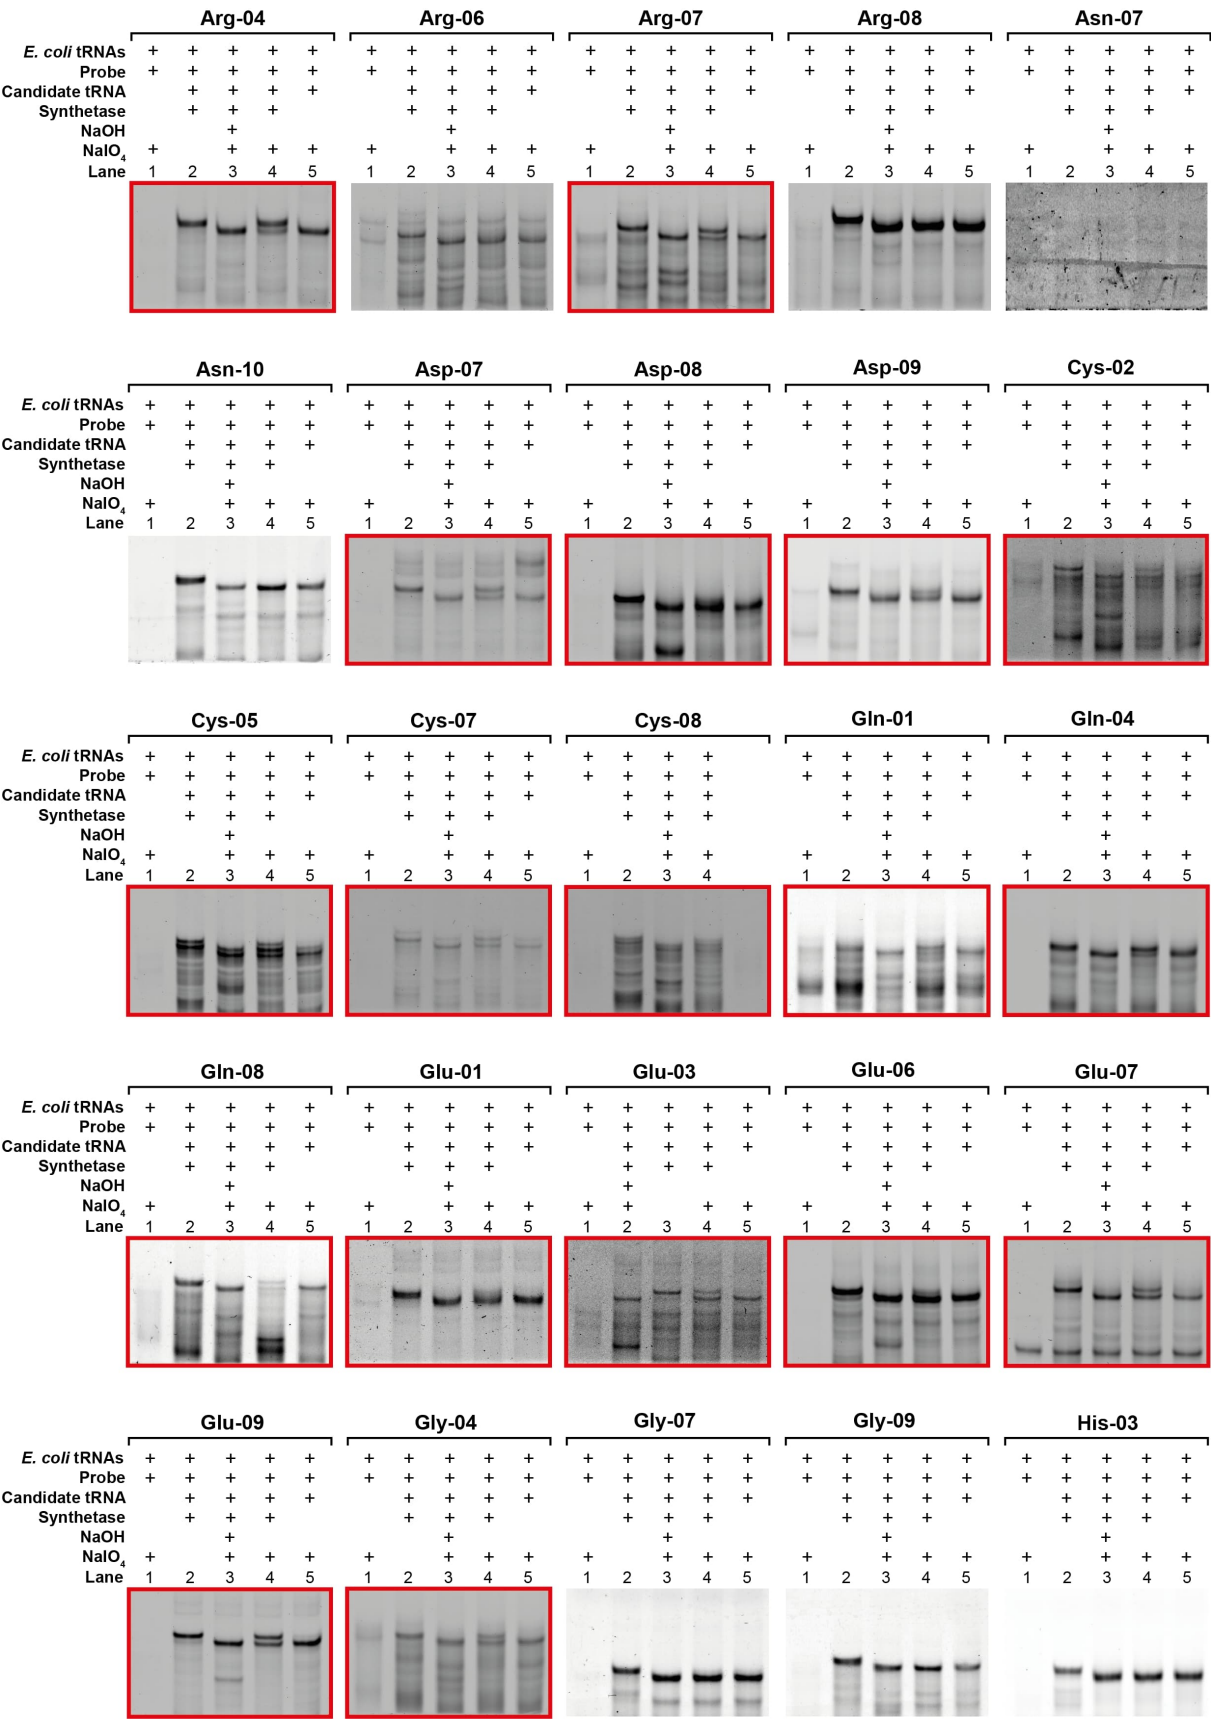 Arg-04 Arg-06 Arg-07 Arg-08 Asn-07
E. coli tRNAs + + + + + + + + + + + + + + + + + + + + + + + + +
Probe + + + + + + + + + + + + + + + + + + + + + + + + +
Candidate tRNA + + + + + + + + + + + + + + + + + + + +
Synthetase + + + + + + + + + + + + + + +
NaOH + + + + +
NaIO4 + + + + + + + + + + + + + + + + + + + +
Lane 1 2 3 4 5 1 2 3 4 5 1 2 3 4 5 1 2 3 4 5 1 2 3 4 5
Asn-10 Asp-07 Asp-08 Asp-09 Cys-02
E. coli tRNAs + + + + + + + + + + + + + + + + + + + + + + + + +
Probe + + + + + + + + + + + + + + + + + + + + + + + + +
Candidate tRNA + + + + + + + + + + + + + + + + + + + +
Synthetase + + + + + + + + + + + + + + +
NaOH + + + + +
NaIO4 + + + + + + + + + + + + + + + + + + + +
Lane 1 2 3 4 5 1 2 3 4 5 1 2 3 4 5 1 2 3 4 5 1 2 3 4 5
Cys-05 Cys-07 Cys-08 Gln-01 Gln-04
E. coli tRNAs + + + + + + + + + + + + + + + + + + + + + + + +
Probe + + + + + + + + + + + + + + + + + + + + + + + +
Candidate tRNA + + + + + + + + + + + + + + + + + + +
Synthetase + + + + + + + + + + + + + + +
NaOH + + + + +
NaIO4 + + + + + + + + + + + + + + + + + + +
Lane 1 2 3 4 5 1 2 3 4 5 1 2 3 4 1 2 3 4 5 1 2 3 4 5
Gln-08 Glu-01 Glu-03 Glu-06 Glu-07
E. coli tRNAs + + + + + + + + + + + + + + + + + + + + + + + + +
Probe + + + + + + + + + + + + + + + + + + + + + + + + +
Candidate tRNA + + + + + + + + + + + + + + + + + + + +
Synthetase + + + + + + + + + + + + + + +
NaOH + + + + +
NaIO4 + + + + + + + + + + + + + + + + + + + +
Lane 1 2 3 4 5 1 2 3 4 5 1 2 3 4 5 1 2 3 4 5 1 2 3 4 5
Glu-09 Gly-04 Gly-07 Gly-09 His-03
E. coli tRNAs + + + + + + + + + + + + + + + + + + + + + + + + +
Probe + + + + + + + + + + + + + + + + + + + + + + + + +
Candidate tRNA + + + + + + + + + + + + + + + + + + + +
Synthetase + + + + + + + + + + + + + + +
NaOH + + + + +
NaIO4 + + + + + + + + + + + + + + + + + + + +
Lane 1 2 3 4 5 1 2 3 4 5 1 2 3 4 5 1 2 3 4 5 1 2 3 4 5